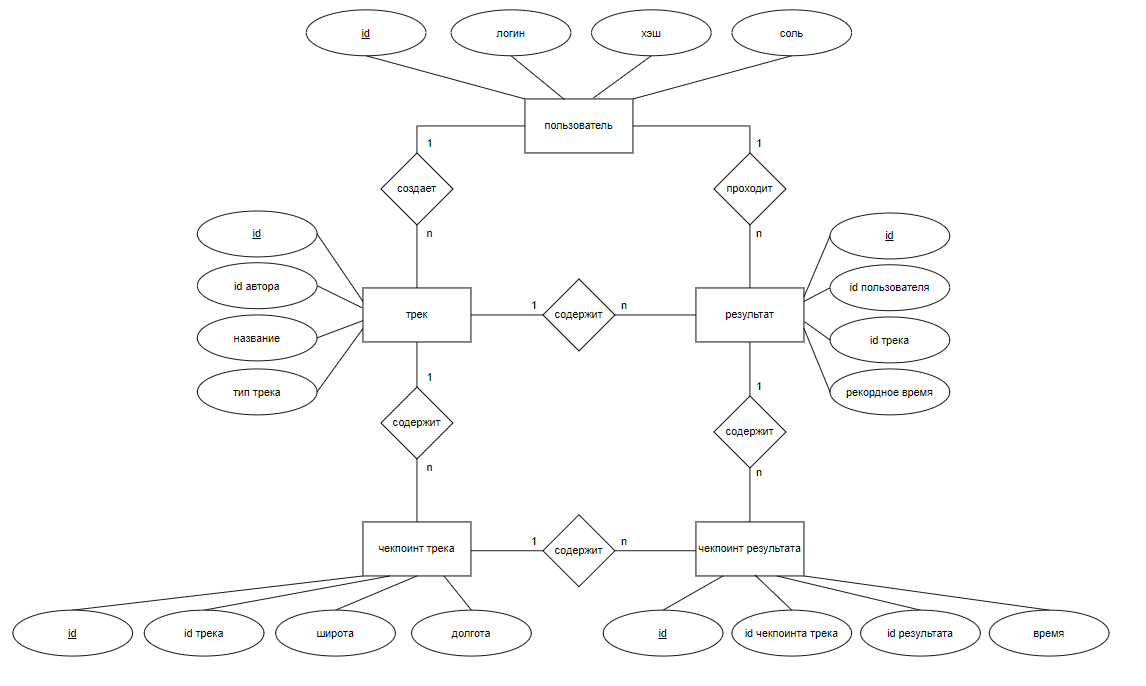 id
логин
хэш
соль
пользователь
1
1
создает
проходит
n
n
id
id
id автора
id пользователя
трек
1
содержит
n
результат
название
id трека
тип трека
рекордное время
1
1
содержит
содержит
n
n
чекпоинт трека
1
содержит
n
чекпоинт результата
id
id трека
широта
долгота
id
id чекпоинта трека
id результата
время